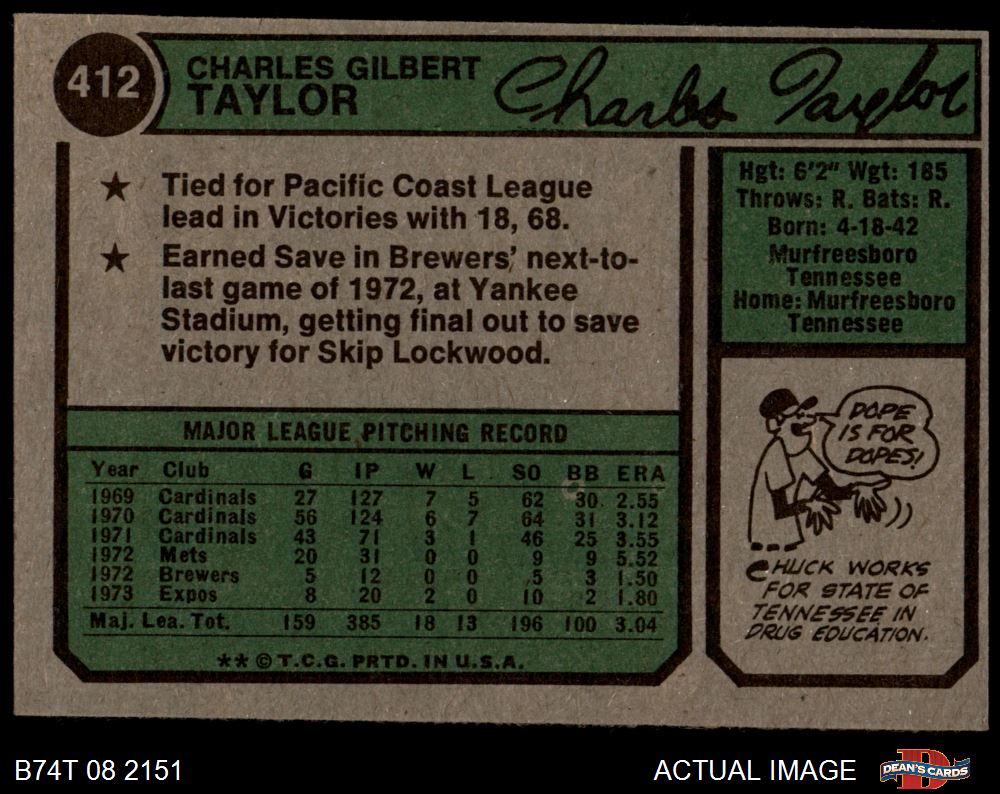 412
CHARLES GILBERT
TAYLOR
Charles Taylor
★ Tied for Pacific Coast League
lead in Victories with 18, 68.
★ Earned Save in Brewers' next-to-
last game of 1972, at Yankee
Stadium, getting final out to save
victory for Skip Lockwood.
Hgt: 6'2" Wgt: 185
Throws: R. Bats: R.
Born: 4-18-42
Murfreesboro
Tennessee
Home: Murfreesboro
Tennessee
MAJOR LEAGUE PITCHING RECORD
Year Club G IP W L SO BB ERA
1969 Cardinals 27 127 7 5 62 30 2.55
1970 Cardinals 56 124 6 7 64 31 3.12
1971 Cardinals 43 71 3 1 46 25 3.55
1972 Mets 20 31 0 0 9 9 5.52
1972 Brewers 5 12 0 0 5 3 1.50
1973 Expos 8 20 2 0 10 2 1.80
Maj. Lea. Tot. 159 385 18 13 196 100 3.04
** © T.C.G. PRTD. IN U.S.A.
DOPE
IS FOR
DOPES!
CHUCK WORKS
FOR STATE OF
TENNESSEE IN
DRUG EDUCATION.
B74T 08 2151
ACTUAL IMAGE
D
DEAN'S CARDS